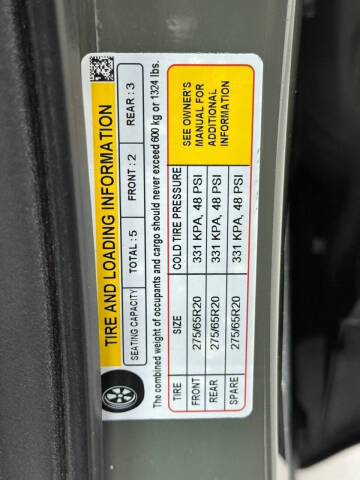 TIRE AND LOADING INFORMATION
SEATING CAPACITY TOTAL : 5 FRONT : 2 REAR : 3
The combined weight of occupants and cargo should never exceed 600 kg or 1324 lbs.
TIRE SIZE COLD TIRE PRESSURE
FRONT 275/65R20 331 KPA, 48 PSI
REAR 275/65R20 331 KPA, 48 PSI
SPARE 275/65R20 331 KPA, 48 PSI
SEE OWNER'S
MANUAL FOR
ADDITIONAL
INFORMATION